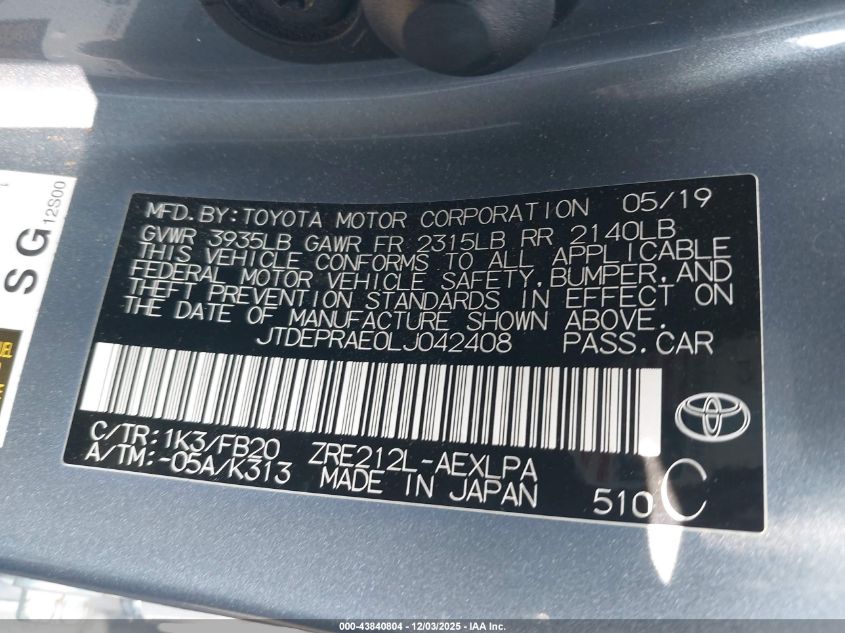 MFD. BY: TOYOTA MOTOR CORPORATION 05/19
GVWR 3935LB GAWR FR 2315LB RR 2140LB
THIS VEHICLE CONFORMS TO ALL APPLICABLE
FEDERAL MOTOR VEHICLE SAFETY, BUMPER, AND
THEFT PREVENTION STANDARDS IN EFFECT ON
THE DATE OF MANUFACTURE SHOWN ABOVE.
JTDEPRAE0LJ042408 PASS. CAR
C/TR: 1K3/FB20 ZRE212L-AEXLPA
A/TM: -05A/K313 MADE IN JAPAN 510 C
SG
12S00
000-43840804 | 12/03/2025 - IAA Inc.